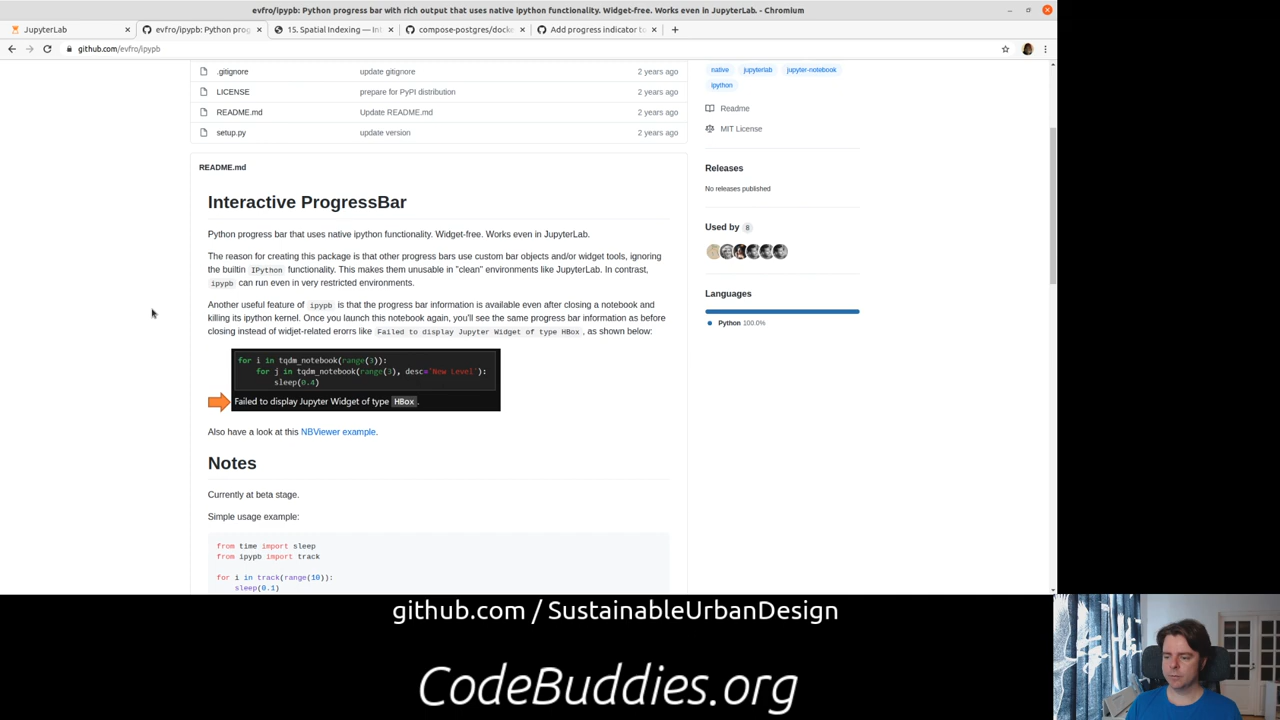 evfro/ipypb: Python progress bar with rich output that uses native ipython functionality. Widget-free. Works even in JupyterLab. - Chromium
JupyterLab
evfro/ipypb: Python prog
15. Spatial Indexing — In
compose-postgres/docke
Add progress indicator to
github.com/evfro/ipypb
.gitignore update gitignore 2 years ago
LICENSE prepare for PyPI distribution 2 years ago
README.md Update README.md 2 years ago
setup.py update version 2 years ago
README.md
Interactive ProgressBar
Python progress bar that uses native ipython functionality. Widget-free. Works even in JupyterLab.
The reason for creating this package is that other progress bars use custom bar objects and/or widget tools, ignoring
the builtin IPython functionality. This makes them unusable in "clean" environments like JupyterLab. In contrast,
ipypb can run even in very restricted environments.
Another useful feature of ipypb is that the progress bar information is available even after closing a notebook and
killing its ipython kernel. Once you launch this notebook again, you'll see the same progress bar information as before
closing instead of widjet-related errors like Failed to display Jupyter Widget of type HBox, as shown below:
for i in tqdm_notebook(range(3)):
for j in tqdm_notebook(range(3), desc='New Level'):
sleep(0.4)
Failed to display Jupyter Widget of type HBox.
Also have a look at this NBViewer example.
Notes
Currently at beta stage.
Simple usage example:
from time import sleep
from ipypb import track
for i in track(range(10)):
sleep(0.1)
native jupyterlab jupyter-notebook
ipython
Readme
MIT License
Releases
No releases published
Used by 8
Languages
Python 100.0%
github.com / SustainableUrbanDesign
CodeBuddies.org